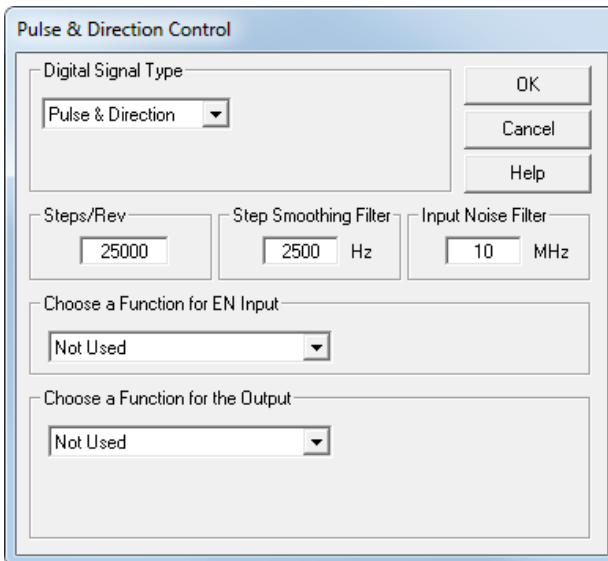 Pulse & Direction Control
Digital Signal Type
Pulse & Direction
OK
Cancel
Help
Steps/Rev
25000
Step Smoothing Filter
2500 Hz
Input Noise Filter
10 MHz
Choose a Function for EN Input
Not Used
Choose a Function for the Output
Not Used